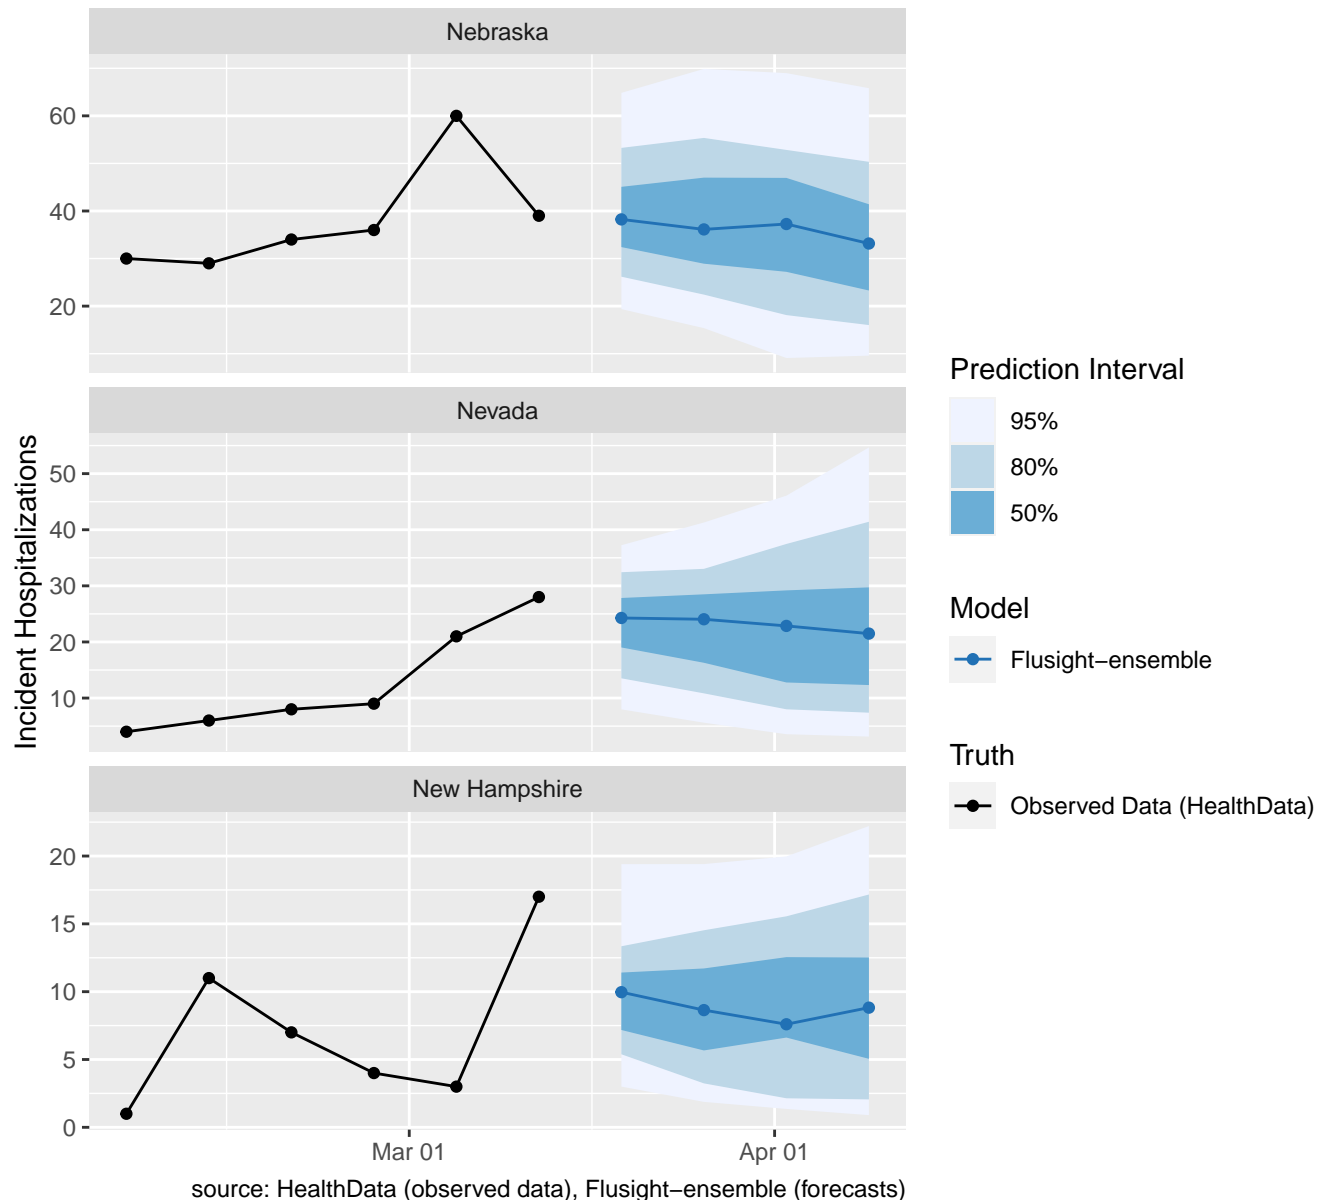 Nebraska
60
40
20
Nevada
50
40
30
20
10
New Hampshire
20
15
10
5
0
Mar 01
Apr 01
Incident Hospitalizations
source: HealthData (observed data), Flusight−ensemble (forecasts)
Prediction Interval
95%
80%
50%
Model
Flusight−ensemble
Truth
Observed Data (HealthData)